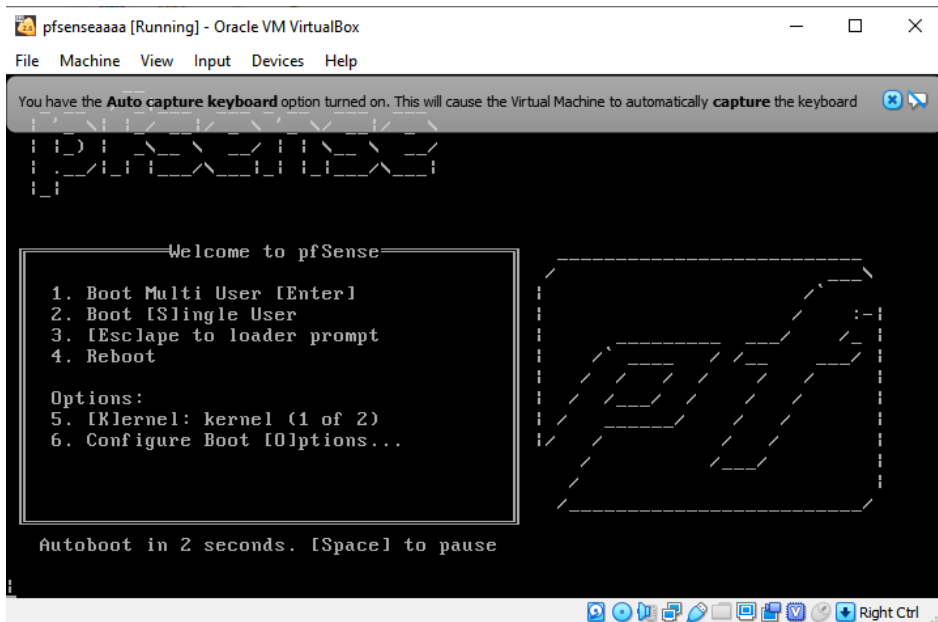 pfsenseaaaa [Running] - Oracle VM VirtualBox
File Machine View Input Devices Help
You have the Auto capture keyboard option turned on. This will cause the Virtual Machine to automatically capture the keyboard
pfSense
Welcome to pfSense
1. Boot Multi User [Enter]
2. Boot [S]ingle User
3. [Esc]ape to loader prompt
4. Reboot
Options:
5. [K]ernel: kernel (1 of 2)
6. Configure Boot [O]ptions...
pf
Autoboot in 2 seconds. [Space] to pause
Right Ctrl